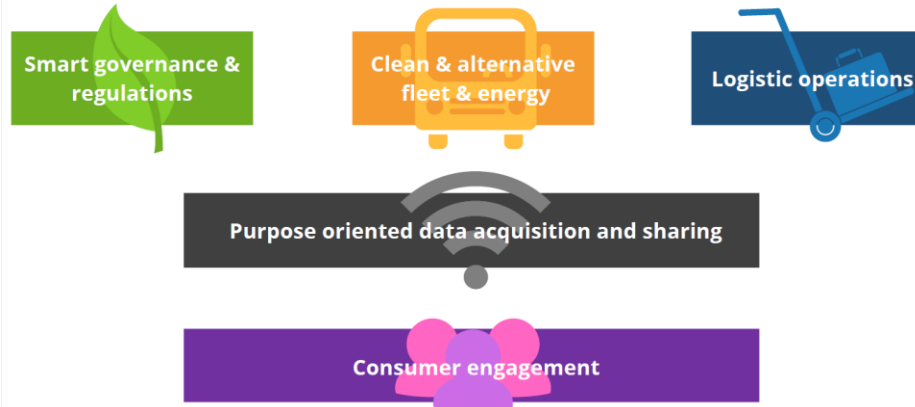 Smart governance &
regulations
Clean & alternative
fleet & energy
Logistic operations
Purpose oriented data acquisition and sharing
Consumer engagement